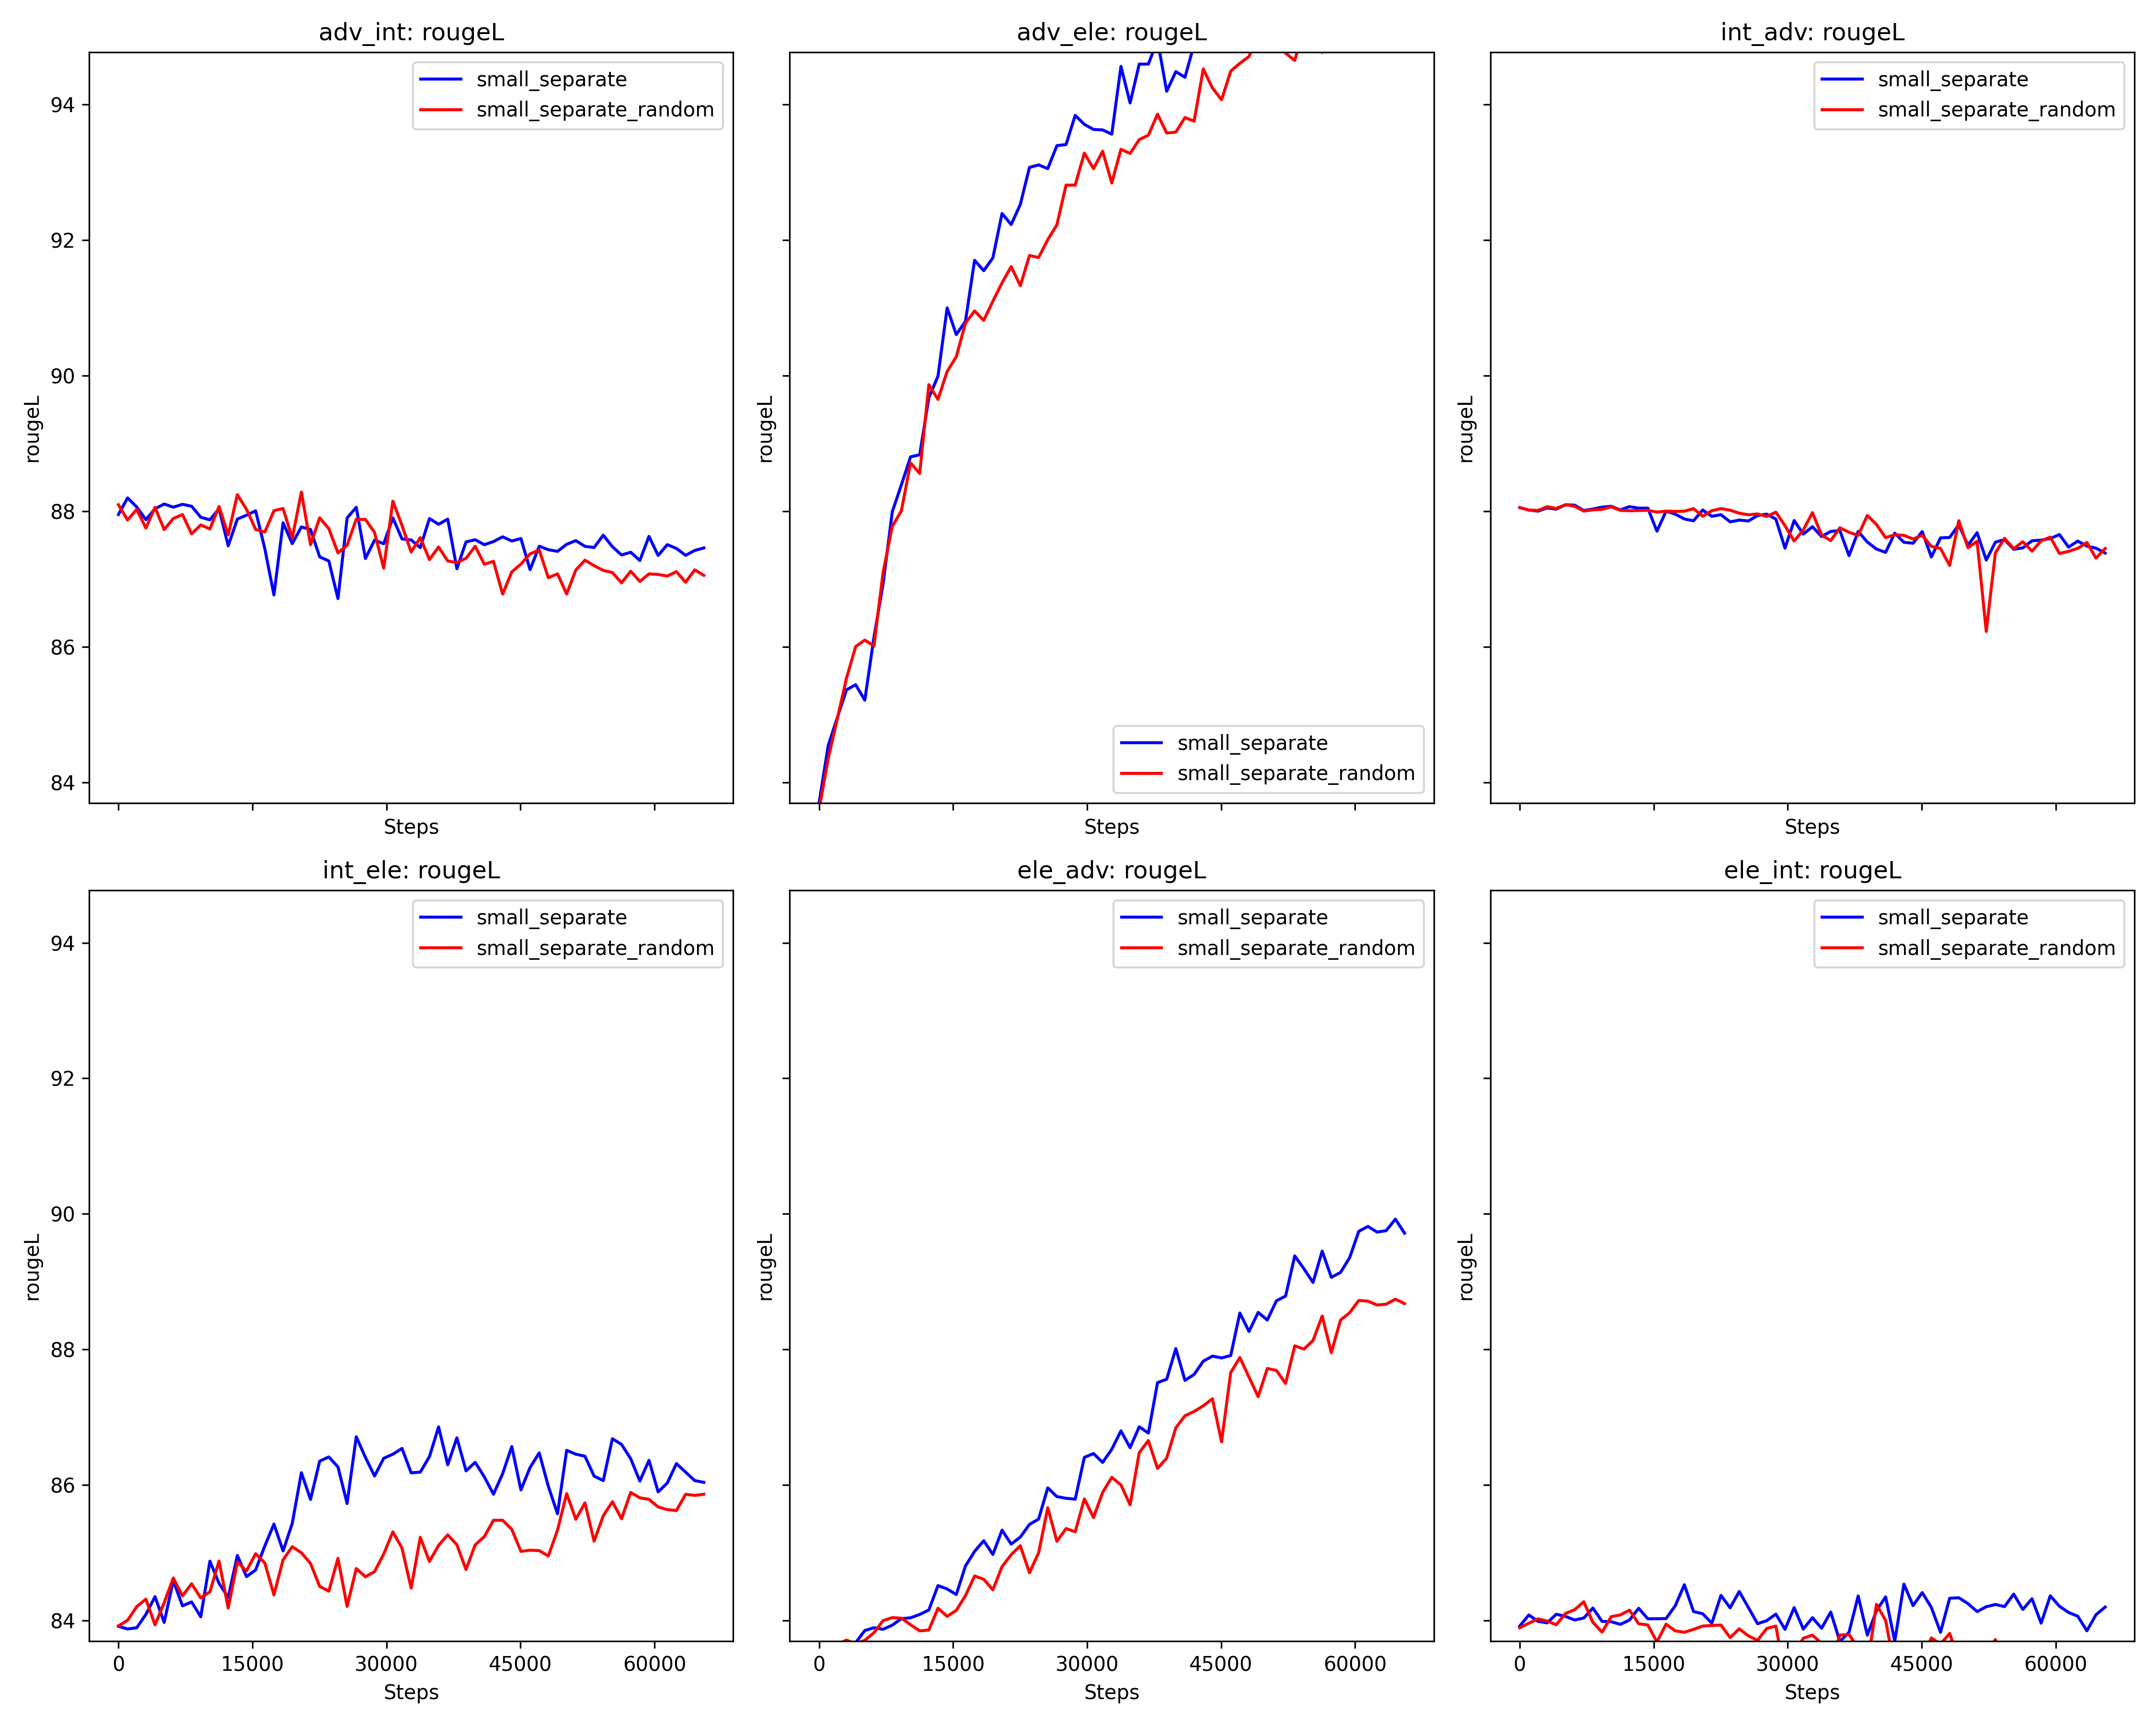 adv_int: rougeL
94
92
90
88
86
84
rougeL
Steps
small_separate
small_separate_random
adv_ele: rougeL
rougeL
Steps
small_separate
small_separate_random
int_adv: rougeL
rougeL
Steps
small_separate
small_separate_random
int_ele: rougeL
94
92
90
88
86
84
rougeL
0 15000 30000 45000 60000
Steps
small_separate
small_separate_random
ele_adv: rougeL
rougeL
0 15000 30000 45000 60000
Steps
small_separate
small_separate_random
ele_int: rougeL
rougeL
0 15000 30000 45000 60000
Steps
small_separate
small_separate_random